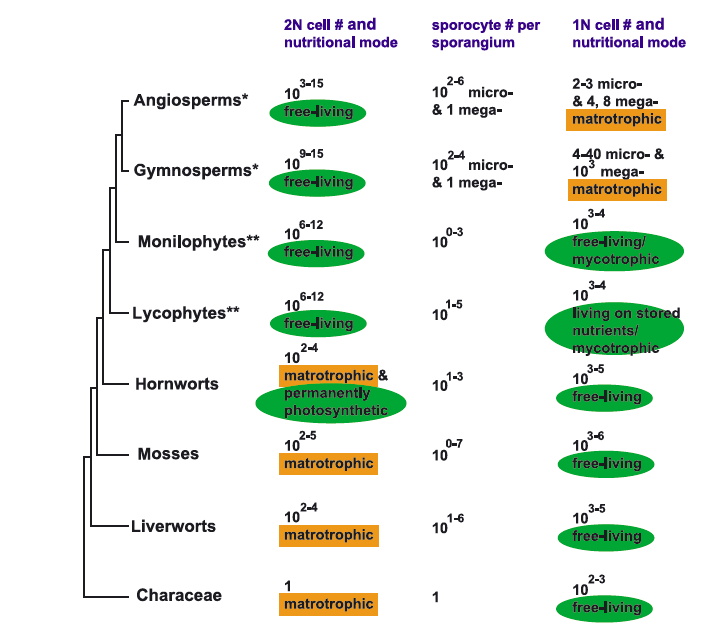 2N cell # and
nutritional mode
sporocyte # per
sporangium
1N cell # and
nutritional mode
Angiosperms*
10^3-15
free-living
10^2-6 micro-
& 1 mega-
2-3 micro-
& 4, 8 mega-
matrotrophic
Gymnosperms*
10^9-15
free-living
10^2-4 micro-
& 1 mega-
4-40 micro- &
10^3 mega-
matrotrophic
Monilophytes**
10^6-12
free-living
10^0-3
10^3-4
free-living/
mycotrophic
Lycophytes**
10^6-12
free-living
10^1-5
10^3-4
living on stored
nutrients/
mycotrophic
Hornworts
10^2-4
matrotrophic &
permanently
photosynthetic
10^1-3
10^3-5
free-living
Mosses
10^2-5
matrotrophic
10^0-7
10^3-6
free-living
Liverworts
10^2-4
matrotrophic
10^1-6
10^3-5
free-living
Characeae
1
matrotrophic
1
10^2-3
free-living